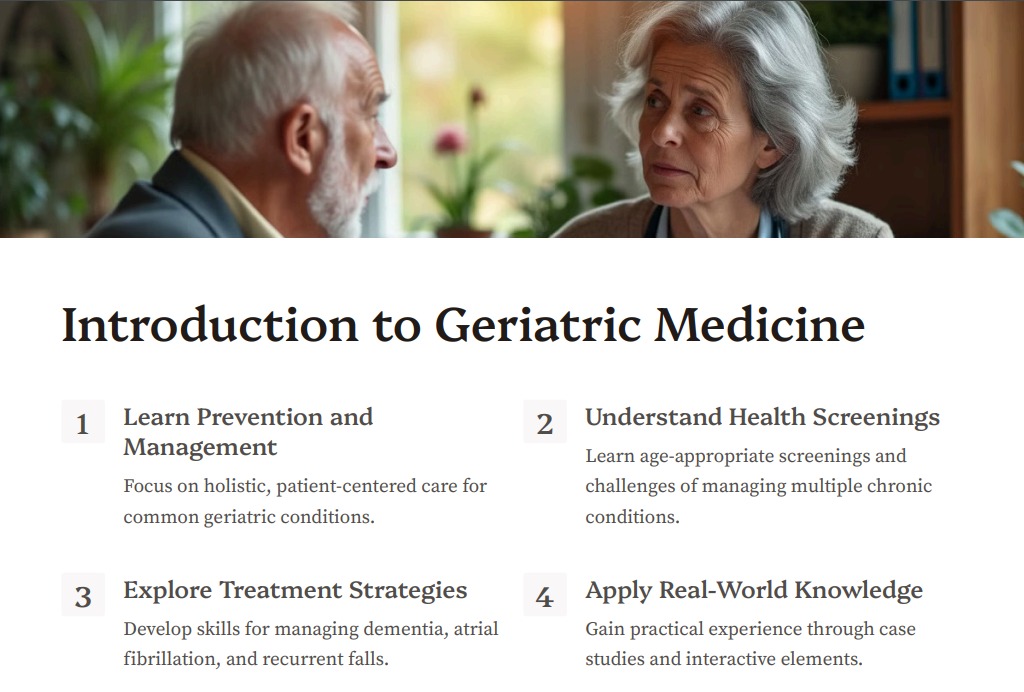 Introduction to Geriatric Medicine
1
Learn Prevention and
Management
Focus on holistic, patient-centered care for
common geriatric conditions.
2
Understand Health Screenings
Learn age-appropriate screenings and
challenges of managing multiple chronic
conditions.
3
Explore Treatment Strategies
Develop skills for managing dementia, atrial
fibrillation, and recurrent falls.
4
Apply Real-World Knowledge
Gain practical experience through case
studies and interactive elements.